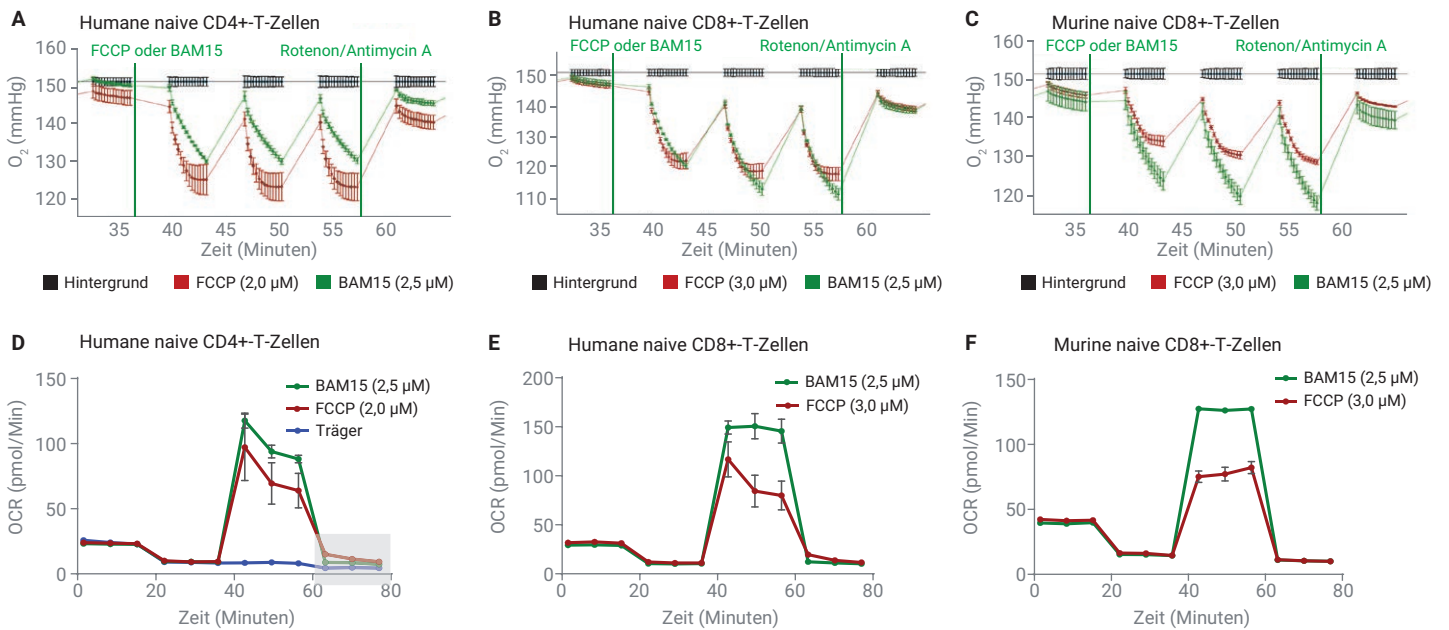 A Humane naive CD4+-T-Zellen
FCCP oder BAM15 Rotenon/Antimycin A
O2 (mmHg)
160
150
140
130
120
35 40 45 50 55 60
Zeit (Minuten)
Hintergrund FCCP (2,0 µM) BAM15 (2,5 µM)
B Humane naive CD8+-T-Zellen
FCCP oder BAM15 Rotenon/Antimycin A
O2 (mmHg)
150
140
130
120
110
35 40 45 50 55 60
Zeit (Minuten)
Hintergrund FCCP (3,0 µM) BAM15 (2,5 µM)
C Murine naive CD8+-T-Zellen
FCCP oder BAM15 Rotenon/Antimycin A
O2 (mmHg)
160
150
140
130
120
35 40 45 50 55 60
Zeit (Minuten)
Hintergrund FCCP (3,0 µM) BAM15 (2,5 µM)
D Humane naive CD4+-T-Zellen
BAM15 (2,5 µM)
FCCP (2,0 µM)
Träger
OCR (pmol/Min)
150
100
50
0
0 20 40 60 80
Zeit (Minuten)
E Humane naive CD8+-T-Zellen
BAM15 (2,5 µM)
FCCP (3,0 µM)
OCR (pmol/Min)
200
150
100
50
0
0 20 40 60 80
Zeit (Minuten)
F Murine naive CD8+-T-Zellen
BAM15 (2,5 µM)
FCCP (3,0 µM)
OCR (pmol/Min)
150
100
50
0
0 20 40 60 80
Zeit (Minuten)